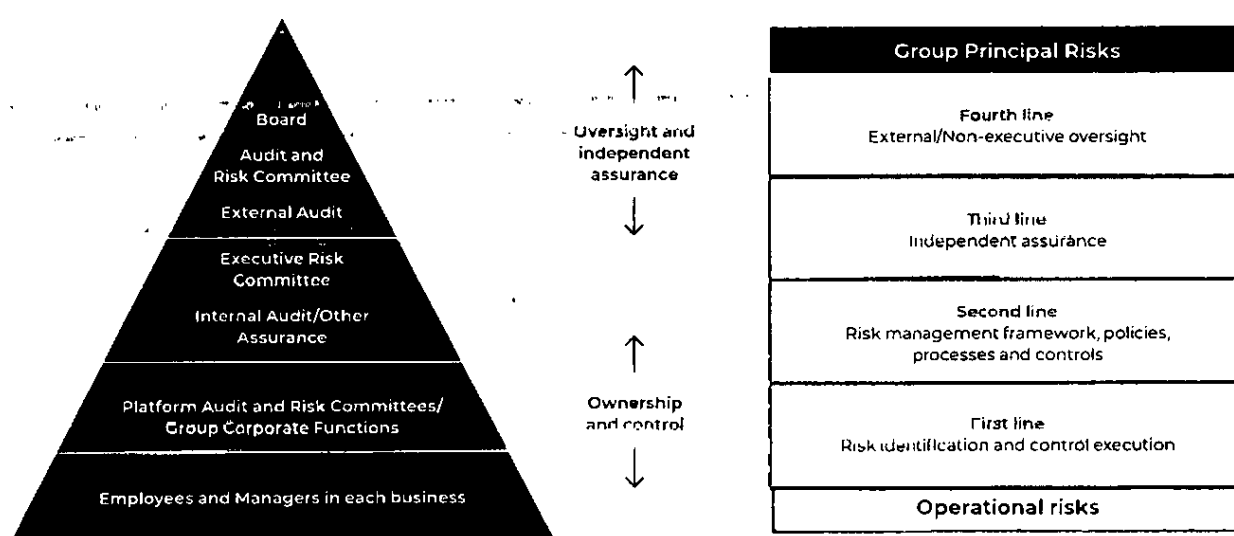 Board
Audit and
Risk Committee
External Audit
Executive Risk
Committee
Internal Audit/Other
Assurance
Platform Audit and Risk Committees/
Group Corporate Functions
Employees and Managers in each business
Oversight and
independent
assurance
Ownership
and control
Group Principal Risks
Fourth line
External/Non-executive oversight
Third line
Independent assurance
Second line
Risk management framework, policies,
processes and controls
First line
Risk identification and control execution
Operational risks